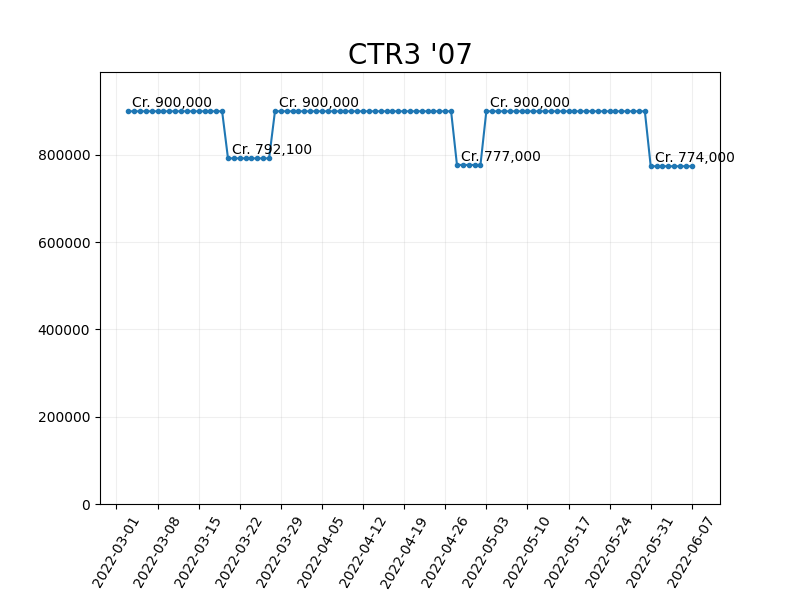 CTR3 '07
Cr. 900,000
Cr. 900,000
Cr. 900,000
Cr. 792,100
Cr. 777,000
Cr. 774,000
800000
600000
400000
200000
0
2022-03-01
2022-03-08
2022-03-15
2022-03-22
2022-03-29
2022-04-05
2022-04-12
2022-04-19
2022-04-26
2022-05-03
2022-05-10
2022-05-17
2022-05-24
2022-05-31
2022-06-07